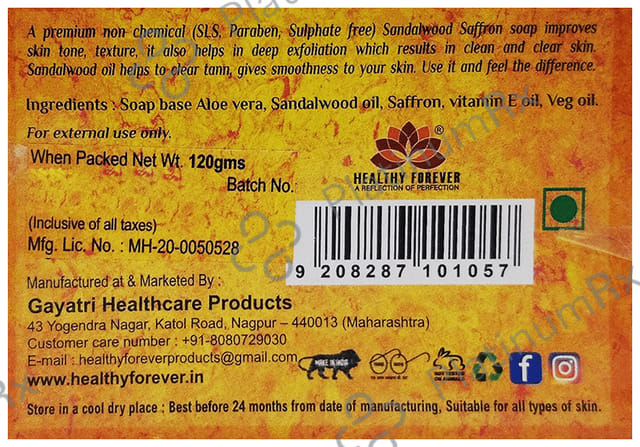 A premium non chemical (SLS, Paraben, Sulphate free) Sandalwood Saffron soap improves
skin tone, texture, it also helps in deep exfoliation which results in clean and clear skin.
Sandalwood oil helps to clear tann, gives smoothness to your skin. Use it and feel the difference.
Ingredients : Soap base Aloe vera, Sandalwood oil, Saffron, vitamin E oil, Veg oil.
For external use only.
When Packed Net Wt. 120gms
Batch No.
®
HEALTHY FOREVER
A REFLECTION OF PERFECTION
(Inclusive of all taxes)
Mfg. Lic. No. : MH-20-0050528
9 208287 101057
Manufactured at & Marketed By :
Gayatri Healthcare Products
43 Yogendra Nagar, Katol Road, Nagpur – 440013 (Maharashtra)
Customer care number : +91-8080729030
E-mail : healthyforeverproducts@gmail.com
www.healthyforever.in
MAKE IN INDIA
NOT TESTED
ON ANIMALS
Store in a cool dry place : Best before 24 months from date of manufacturing, Suitable for all types of skin.
PlatinumRx